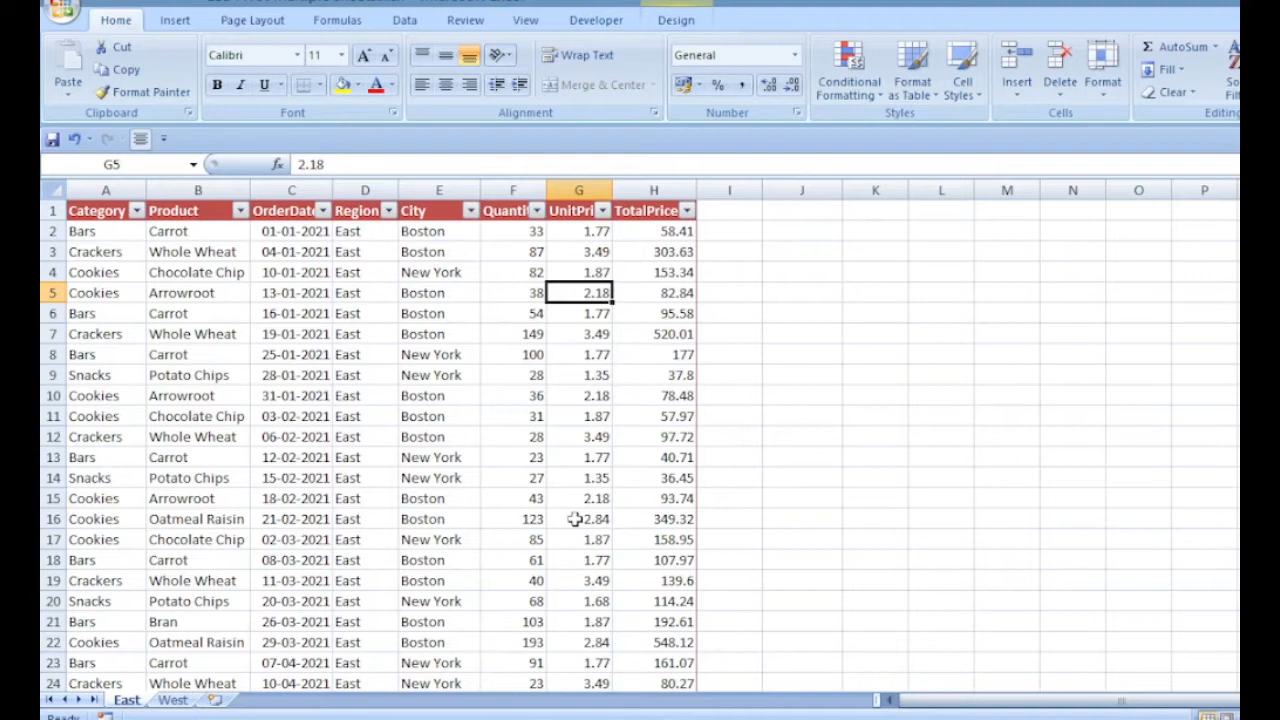 Home Insert Page Layout Formulas Data Review View Developer Design
Cut
Copy
Format Painter
Paste
Clipboard
Calibri 11
B I U
Font
Wrap Text
Merge & Center
Alignment
General
% ,
Number
Conditional Formatting
Format as Table
Cell Styles
Styles
Insert Delete Format
Cells
Σ AutoSum
Fill
Clear
Editing
G5 fx 2.18
A B C D E F G H I J K L M N O P
1 Category Product OrderDate Region City Quanti UnitPri TotalPrice
2 Bars Carrot 01-01-2021 East Boston 33 1.77 58.41
3 Crackers Whole Wheat 04-01-2021 East Boston 87 3.49 303.63
4 Cookies Chocolate Chip 10-01-2021 East New York 82 1.87 153.34
5 Cookies Arrowroot 13-01-2021 East Boston 38 2.18 82.84
6 Bars Carrot 16-01-2021 East Boston 54 1.77 95.58
7 Crackers Whole Wheat 19-01-2021 East Boston 149 3.49 520.01
8 Bars Carrot 25-01-2021 East New York 100 1.77 177
9 Snacks Potato Chips 28-01-2021 East New York 28 1.35 37.8
10 Cookies Arrowroot 31-01-2021 East Boston 36 2.18 78.48
11 Cookies Chocolate Chip 03-02-2021 East Boston 31 1.87 57.97
12 Crackers Whole Wheat 06-02-2021 East Boston 28 3.49 97.72
13 Bars Carrot 12-02-2021 East Boston 23 1.77 40.71
14 Snacks Potato Chips 15-02-2021 East Boston 27 1.35 36.45
15 Cookies Arrowroot 18-02-2021 East Boston 43 2.18 93.74
16 Cookies Oatmeal Raisin 21-02-2021 East Boston 123 2.84 349.32
17 Cookies Chocolate Chip 02-03-2021 East New York 85 1.87 158.95
18 Bars Carrot 08-03-2021 East Boston 61 1.77 107.97
19 Crackers Whole Wheat 11-03-2021 East Boston 40 3.49 139.6
20 Snacks Potato Chips 20-03-2021 East New York 68 1.68 114.24
21 Bars Bran 26-03-2021 East Boston 103 1.87 192.61
22 Cookies Oatmeal Raisin 29-03-2021 East Boston 193 2.84 548.12
23 Bars Carrot 07-04-2021 East New York 91 1.77 161.07
24 Crackers Whole Wheat 10-04-2021 East New York 23 3.49 80.27
East West
Ready